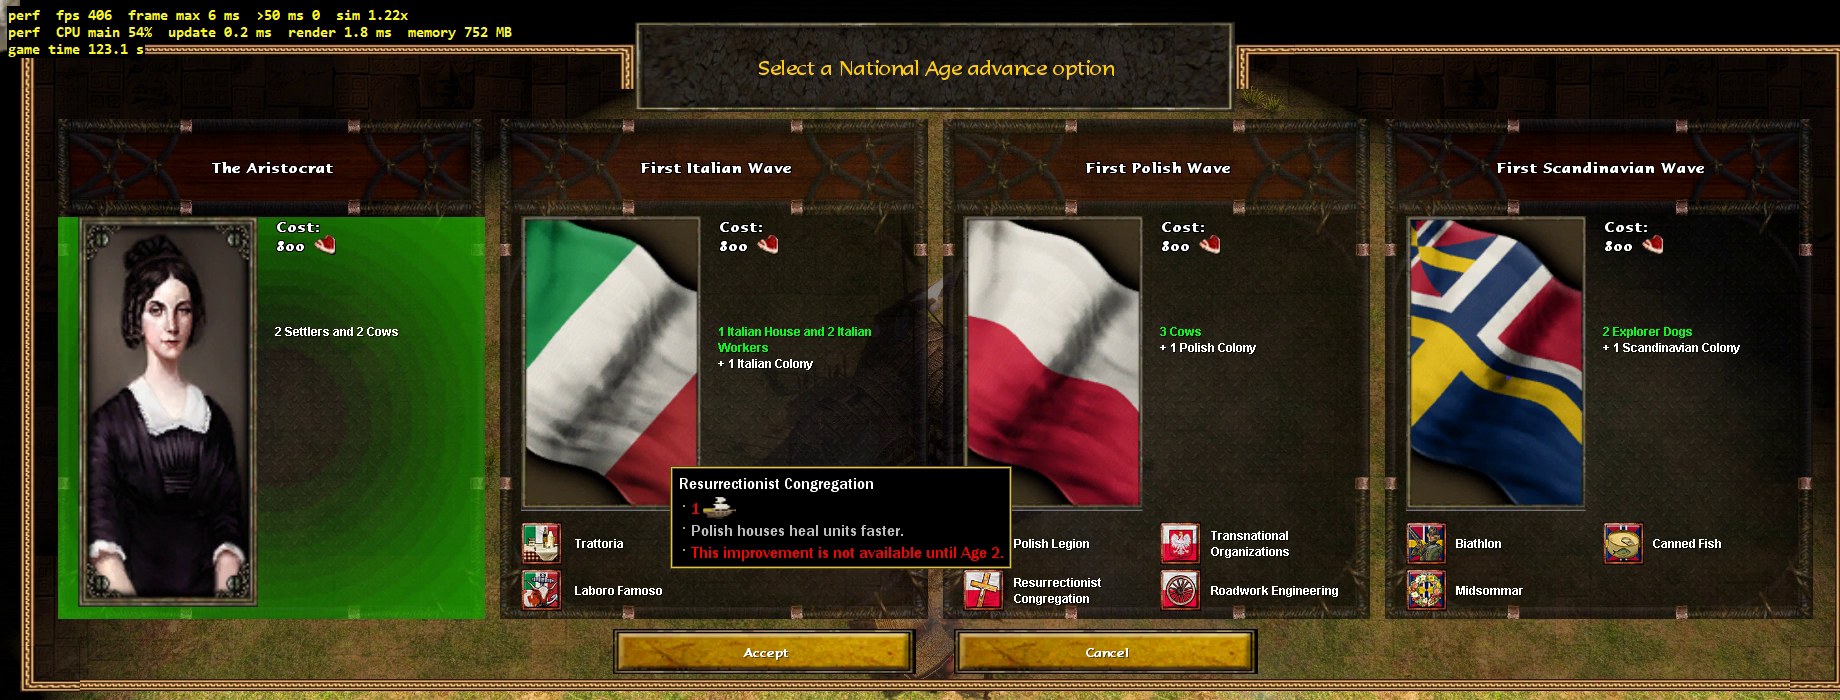 perf fps 406 frame max 6 ms >50 ms 0 sim 1.22x
perf CPU main 54% update 0.2 ms render 1.8 ms memory 752 MB
game time 123.1 s
Select a National Age advance option
The Aristocrat
Cost:
800
2 Settlers and 2 Cows
First Italian Wave
Cost:
800
1 Italian House and 2 Italian
Workers
+ 1 Italian Colony
Trattoria
Laboro Famoso
First Polish Wave
Cost:
800
3 Cows
+ 1 Polish Colony
Polish Legion
Transnational
Organizations
Resurrectionist
Congregation
Roadwork Engineering
First Scandinavian Wave
Cost:
800
2 Explorer Dogs
+ 1 Scandinavian Colony
Biathlon
Canned Fish
Midsommar
Resurrectionist Congregation
· 1
· Polish houses heal units faster.
· This improvement is not available until Age 2.
Accept
Cancel